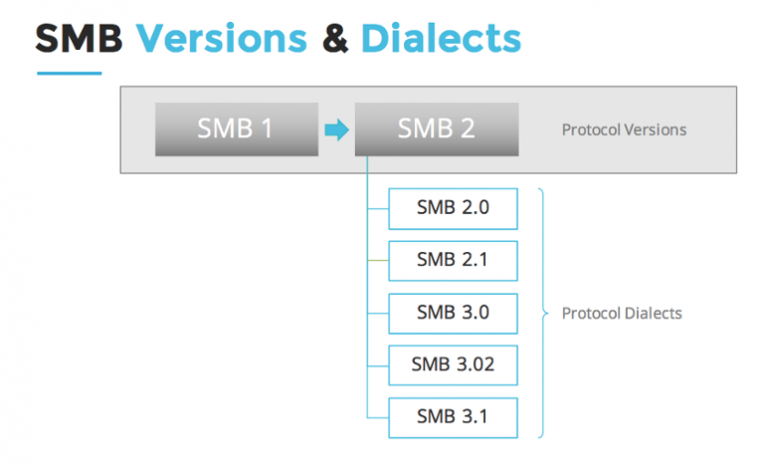 SMB Versions & Dialects
SMB 1
SMB 2
Protocol Versions
SMB 2.0
SMB 2.1
SMB 3.0
Protocol Dialects
SMB 3.02
SMB 3.1